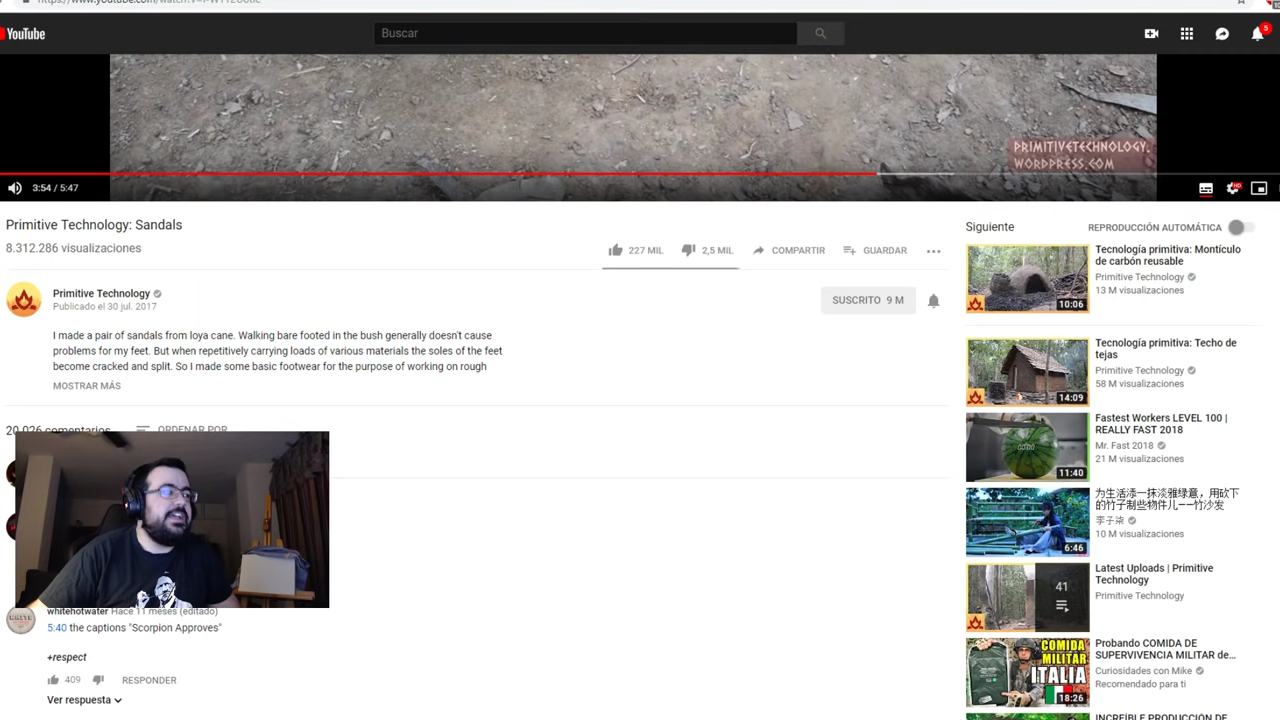 YouTube
Buscar
5
PRIMITIVETECHNOLOGY.
WORDPRESS.COM
3:54 / 5:47
Primitive Technology: Sandals
8.312.286 visualizaciones
227 MIL
2,5 MIL
COMPARTIR
GUARDAR
Primitive Technology
Publicado el 30 jul. 2017
SUSCRITO 9 M
I made a pair of sandals from loya cane. Walking bare footed in the bush generally doesn't cause
problems for my feet. But when repetitively carrying loads of various materials the soles of the feet
become cracked and split. So I made some basic footwear for the purpose of working on rough
MOSTRAR MÁS
20.026 comentarios
ORDENAR POR
whitehotwater Hace 11 meses (editado)
5:40 the captions "Scorpion Approves"
+respect
409
RESPONDER
Ver respuesta
Siguiente
REPRODUCCIÓN AUTOMÁTICA
Tecnología primitiva: Montículo
de carbón reusable
Primitive Technology
13 M visualizaciones
10:06
Tecnología primitiva: Techo de
tejas
Primitive Technology
58 M visualizaciones
14:09
Fastest Workers LEVEL 100 |
REALLY FAST 2018
Mr. Fast 2018
21 M visualizaciones
11:40
为生活添一抹淡雅绿意，用砍下
的竹子制些物件儿——竹沙发
李子柒
10 M visualizaciones
6:46
Latest Uploads | Primitive
Technology
Primitive Technology
41
Probando COMIDA DE
SUPERVIVENCIA MILITAR de...
Curiosidades con Mike
Recomendado para ti
COMIDA
MILITAR
ITALIA
18:26
INCREÍBLE PRODUCCIÓN DE